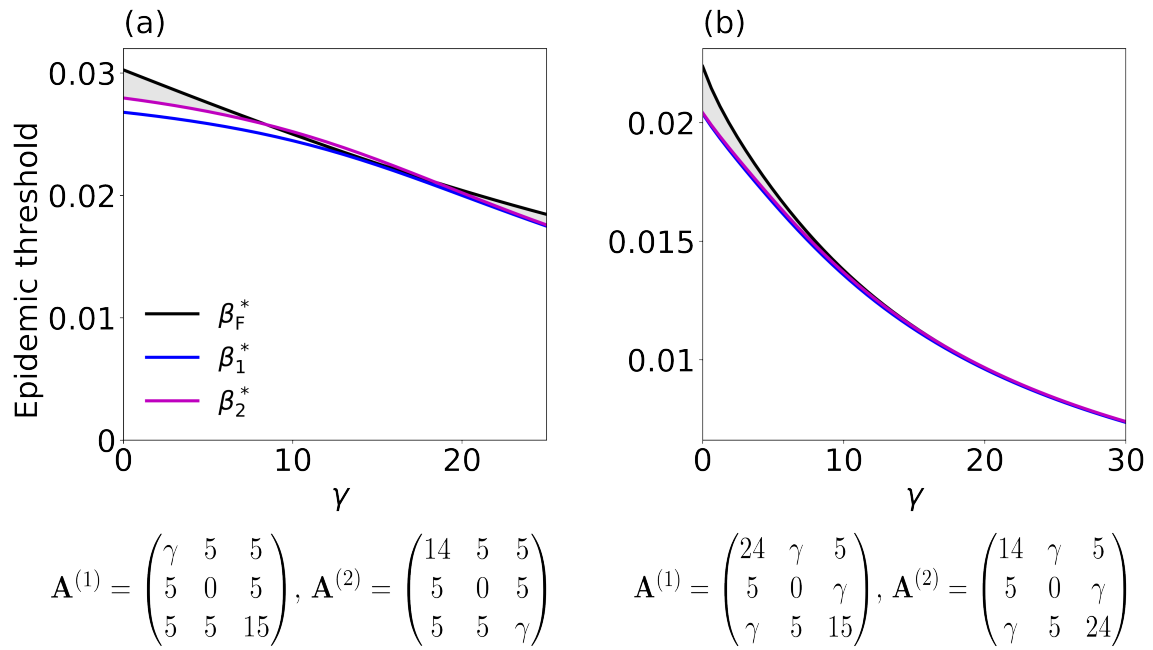 (a)
Epidemic threshold
0.03
0.02
0.01
0
β_F^*
β_1^*
β_2^*
0 10 20
γ
A^(1) = (γ 5 5
5 0 5
5 5 15), A^(2) = (14 5 5
5 0 5
5 5 γ)
(b)
0.02
0.015
0.01
0 10 20 30
γ
A^(1) = (24 γ 5
5 0 γ
γ 5 15), A^(2) = (14 γ 5
5 0 γ
γ 5 24)